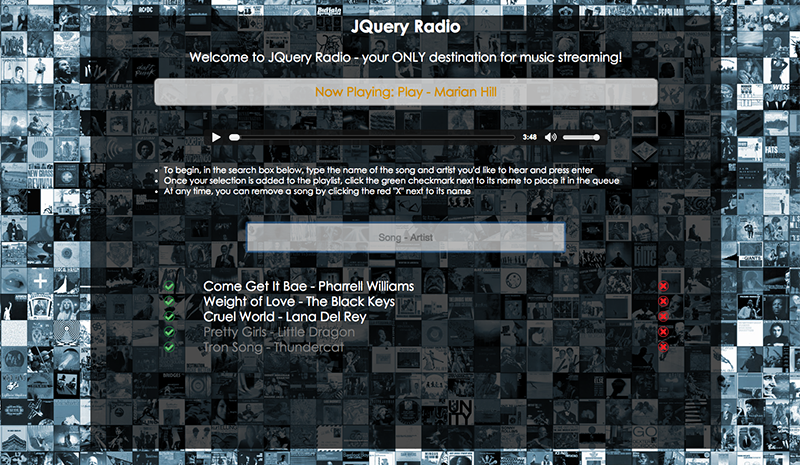 JQuery Radio
Welcome to JQuery Radio - your ONLY destination for music streaming!
Now Playing: Play - Marian Hill
3:48
To begin, in the search box below, type the name of the song and artist you'd like to hear and press enter
Once your selection is added to the playlist, click the green checkmark next to its name to place it in the queue
At any time, you can remove a song by clicking the red "X" next to its name
Song - Artist
Come Get It Bae - Pharrell Williams
Weight of Love - The Black Keys
Cruel World - Lana Del Rey
Pretty Girls - Little Dragon
Tron Song - Thundercat